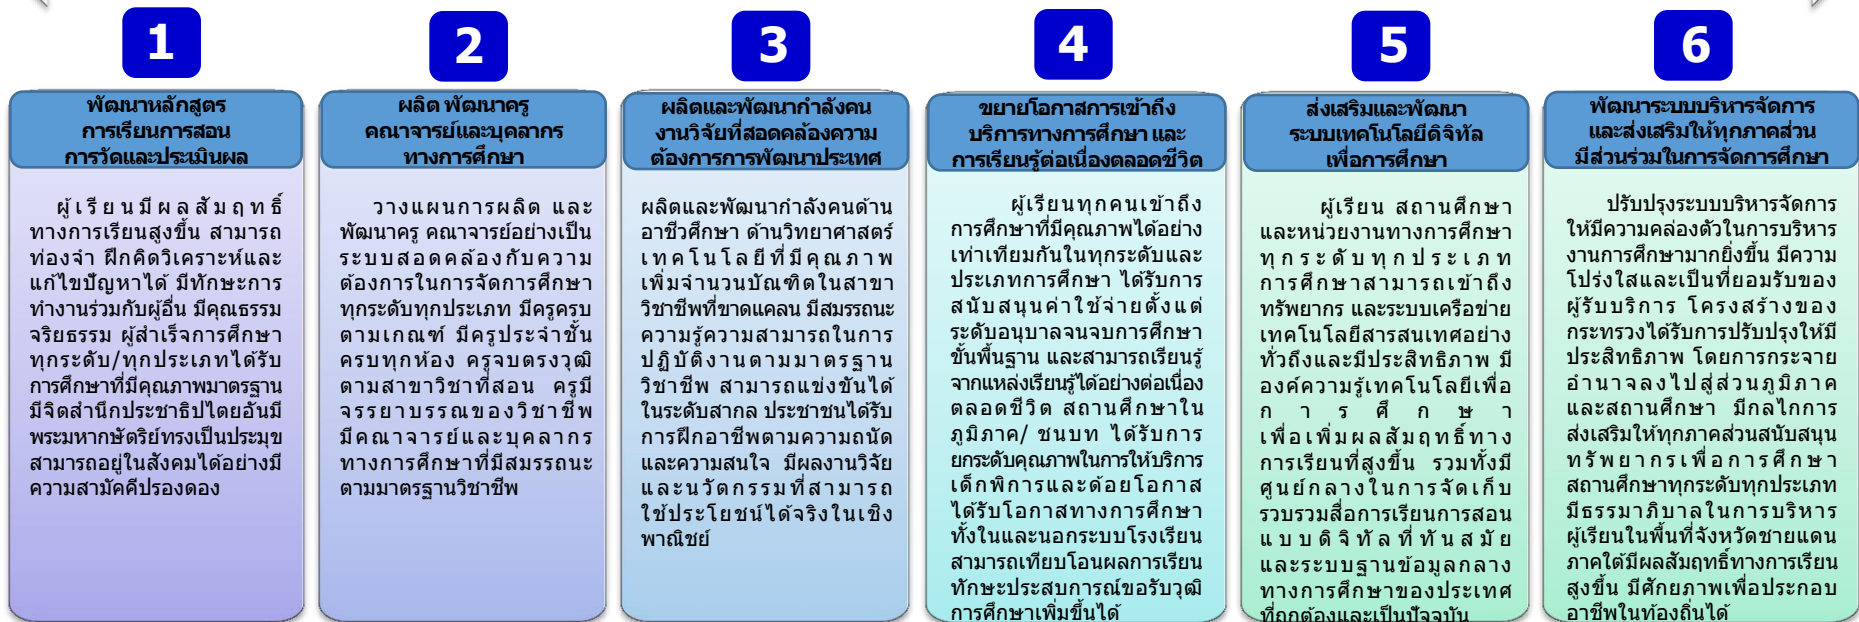 1
พัฒนาหลักสูตร
การเรียนการสอน
การวัดและประเมินผล
ผู้เรียนมีผลสัมฤทธิ์
ทางการเรียนสูงขึ้น สามารถ
ท่องจำ ฝึกคิดวิเคราะห์และ
แก้ไขปัญหาได้ มีทักษะการ
ทำงานร่วมกับผู้อื่น มีคุณธรรม
จริยธรรม ผู้สำเร็จการศึกษา
ทุกระดับ/ทุกประเภทได้รับ
การศึกษาที่มีคุณภาพมาตรฐาน
มีจิตสำนึกประชาธิปไตยอันมี
พระมหากษัตริย์ทรงเป็นประมุข
สามารถอยู่ในสังคมได้อย่างมี
ความสามัคคีปรองดอง
2
ผลิต พัฒนาครู
คณาจารย์และบุคลากร
ทางการศึกษา
วางแผนการผลิต และ
พัฒนาครู คณาจารย์อย่างเป็น
ระบบสอดคล้องกับความ
ต้องการในการจัดการศึกษา
ทุกระดับทุกประเภท มีครูครบ
ตามเกณฑ์ มีครูประจำชั้น
ครบทุกห้อง ครูจบตรงวุฒิ
ตามสาขาวิชาที่สอน ครูมี
จรรยาบรรณของวิชาชีพ
มีคณาจารย์และบุคลากร
ทางการศึกษาที่มีสมรรถนะ
ตามมาตรฐานวิชาชีพ
3
ผลิตและพัฒนากำลังคน
งานวิจัยที่สอดคล้องความ
ต้องการการพัฒนาประเทศ
ผลิตและพัฒนากำลังคนด้าน
อาชีวศึกษา ด้านวิทยาศาสตร์
เทคโนโลยีที่มีคุณภาพ
เพิ่มจำนวนบัณฑิตในสาขา
วิชาชีพที่ขาดแคลน มีสมรรถนะ
ความรู้ความสามารถในการ
ปฏิบัติงานตามมาตรฐาน
วิชาชีพ สามารถแข่งขันได้
ในระดับสากล ประชาชนได้รับ
การฝึกอาชีพตามความถนัด
และความสนใจ มีผลงานวิจัย
และนวัตกรรมที่สามารถ
ใช้ประโยชน์ได้จริงในเชิง
พาณิชย์
4
ขยายโอกาสการเข้าถึง
บริการทางการศึกษา และ
การเรียนรู้ต่อเนื่องตลอดชีวิต
ผู้เรียนทุกคนเข้าถึง
การศึกษาที่มีคุณภาพได้อย่าง
เท่าเทียมกันในทุกระดับและ
ประเภทการศึกษา ได้รับการ
สนับสนุนค่าใช้จ่ายตั้งแต่
ระดับอนุบาลจนจบการศึกษา
ขั้นพื้นฐาน และสามารถเรียนรู้
จากแหล่งเรียนรู้ได้อย่างต่อเนื่อง
ตลอดชีวิต สถานศึกษาใน
ภูมิภาค/ ชนบท ได้รับการ
ยกระดับคุณภาพในการให้บริการ
เด็กพิการและด้อยโอกาส
ได้รับโอกาสทางการศึกษา
ทั้งในและนอกระบบโรงเรียน
สามารถเทียบโอนผลการเรียน
ทักษะประสบการณ์ขอรับวุฒิ
การศึกษาเพิ่มขึ้นได้
5
ส่งเสริมและพัฒนา
ระบบเทคโนโลยีดิจิทัล
เพื่อการศึกษา
ผู้เรียน สถานศึกษา
และหน่วยงานทางการศึกษา
ทุกระดับทุกประเภท
การศึกษาสามารถเข้าถึง
ทรัพยากร และระบบเครือข่าย
เทคโนโลยีสารสนเทศอย่าง
ทั่วถึงและมีประสิทธิภาพ มี
องค์ความรู้เทคโนโลยีเพื่อ
การศึกษา
เพื่อเพิ่มผลสัมฤทธิ์ทาง
การเรียนที่สูงขึ้น รวมทั้งมี
ศูนย์กลางในการจัดเก็บ
รวบรวมสื่อการเรียนการสอน
แบบดิจิทัลที่ทันสมัย
และระบบฐานข้อมูลกลาง
ทางการศึกษาของประเทศ
ที่ถูกต้องและเป็นปัจจุบัน
6
พัฒนาระบบบริหารจัดการ
และส่งเสริมให้ทุกภาคส่วน
มีส่วนร่วมในการจัดการศึกษา
ปรับปรุงระบบบริหารจัดการ
ให้มีความคล่องตัวในการบริหาร
งานการศึกษามากยิ่งขึ้น มีความ
โปร่งใสและเป็นที่ยอมรับของ
ผู้รับบริการ โครงสร้างของ
กระทรวงได้รับการปรับปรุงให้มี
ประสิทธิภาพ โดยการกระจาย
อำนาจลงไปสู่ส่วนภูมิภาค
และสถานศึกษา มีกลไกการ
ส่งเสริมให้ทุกภาคส่วนสนับสนุน
ทรัพยากรเพื่อการศึกษา
สถานศึกษาทุกระดับทุกประเภท
มีธรรมาภิบาลในการบริหาร
ผู้เรียนในพื้นที่จังหวัดชายแดน
ภาคใต้มีผลสัมฤทธิ์ทางการเรียน
สูงขึ้น มีศักยภาพเพื่อประกอบ
อาชีพในท้องถิ่นได้